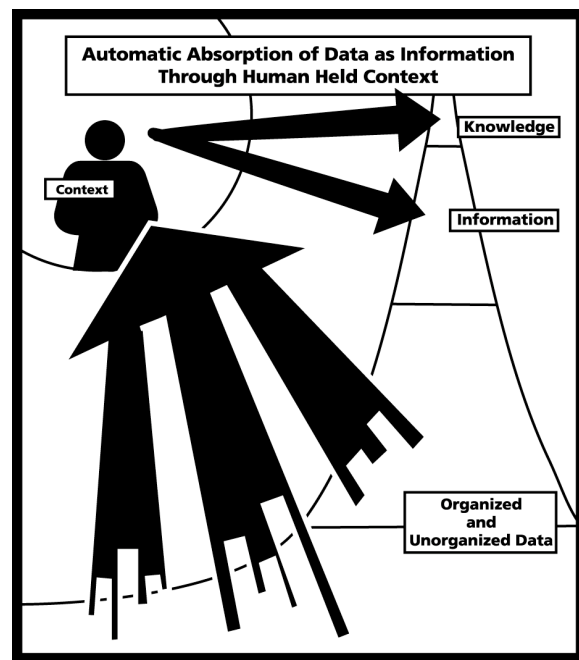 Automatic Absorption of Data as Information
Through Human Held Context
Knowledge
Context
Information
Organized
and
Unorganized Data